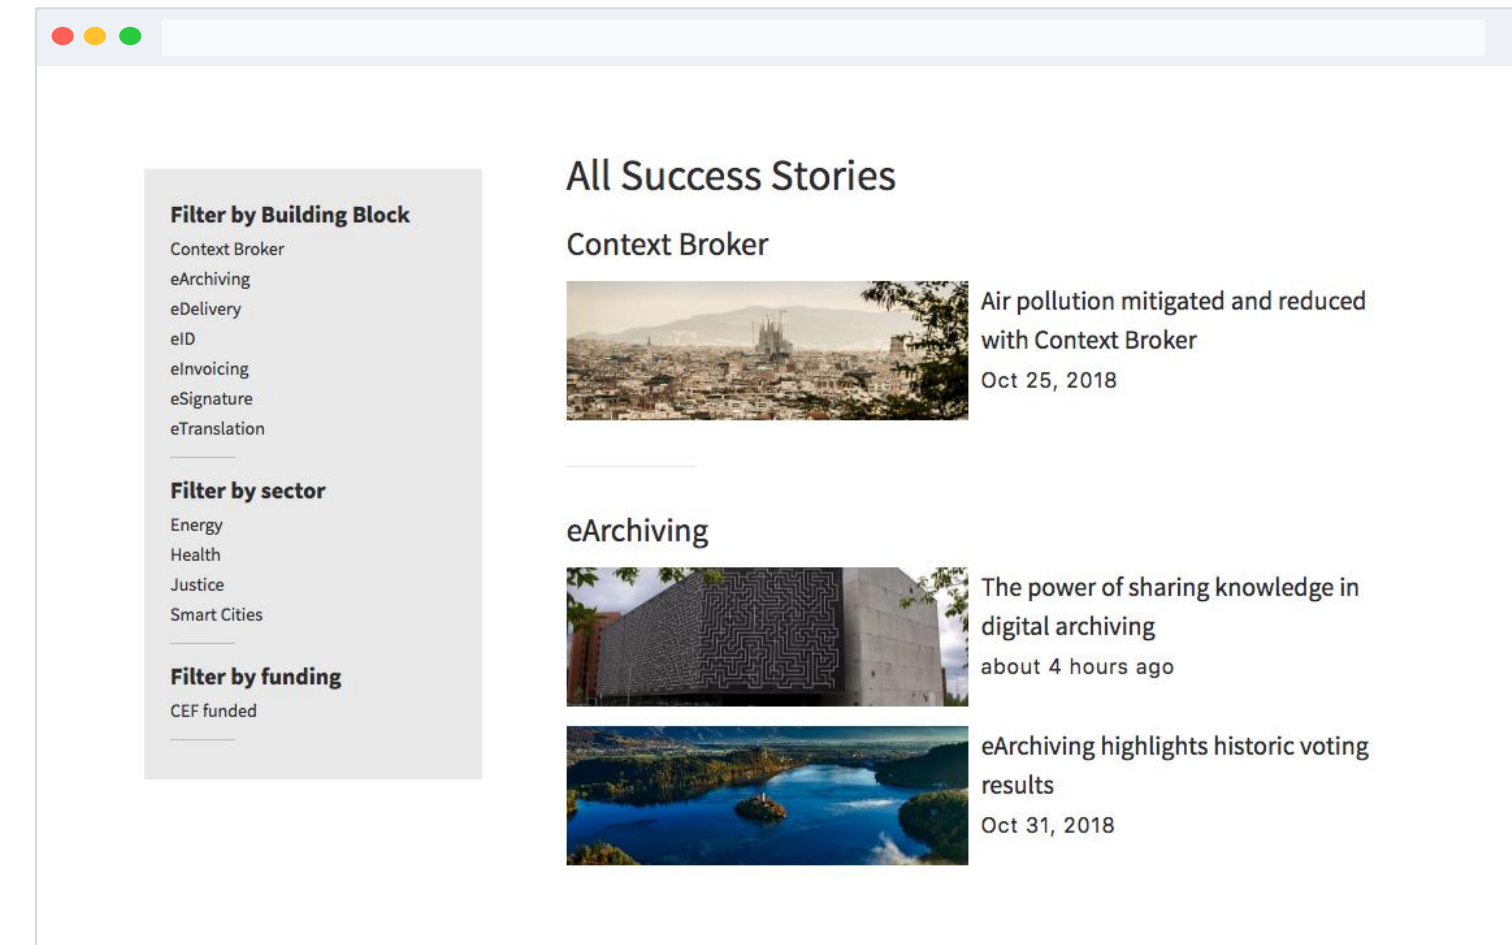 Filter by Building Block
Context Broker
eArchiving
eDelivery
eID
eInvoicing
eSignature
eTranslation
Filter by sector
Energy
Health
Justice
Smart Cities
Filter by funding
CEF funded
All Success Stories
Context Broker
Air pollution mitigated and reduced
with Context Broker
Oct 25, 2018
eArchiving
The power of sharing knowledge in
digital archiving
about 4 hours ago
eArchiving highlights historic voting
results
Oct 31, 2018